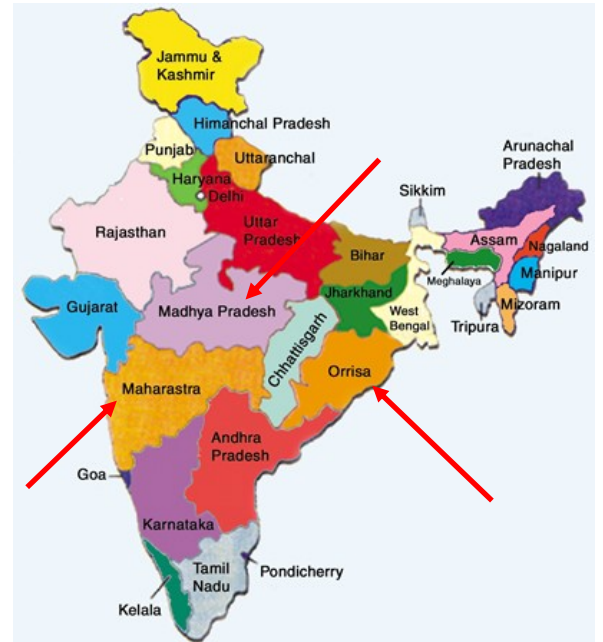 Jammu &
Kashmir
Himanchal Pradesh
Punjab
Uttaranchal
Haryana
Delhi
Arunachal
Pradesh
Sikkim
Rajasthan
Uttar
Pradesh
Assam
Nagaland
Bihar
Meghalaya
Manipur
Jharkhand
Gujarat
Madhya Pradesh
West
Bengal
Tripura
Mizoram
Chhattisgarh
Orrisa
Maharastra
Andhra
Pradesh
Goa
Karnataka
Tamil
Nadu
Pondicherry
Kelala